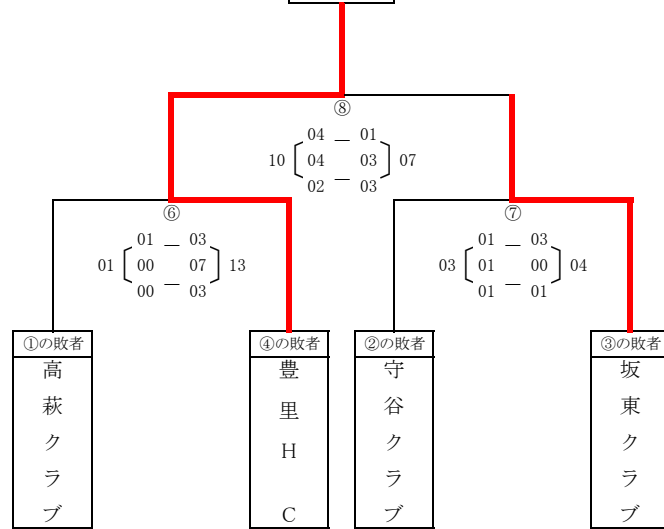 ⑧
04 — 01
10 [ 04 03 ] 07
02 — 03
⑥
01 — 03
01 [ 00 07 ] 13
00 — 03
⑦
01 — 03
03 [ 01 00 ] 04
01 — 01
①の敗者
高萩クラブ
④の敗者
豊里H C
②の敗者
守谷クラブ
③の敗者
坂東クラブ